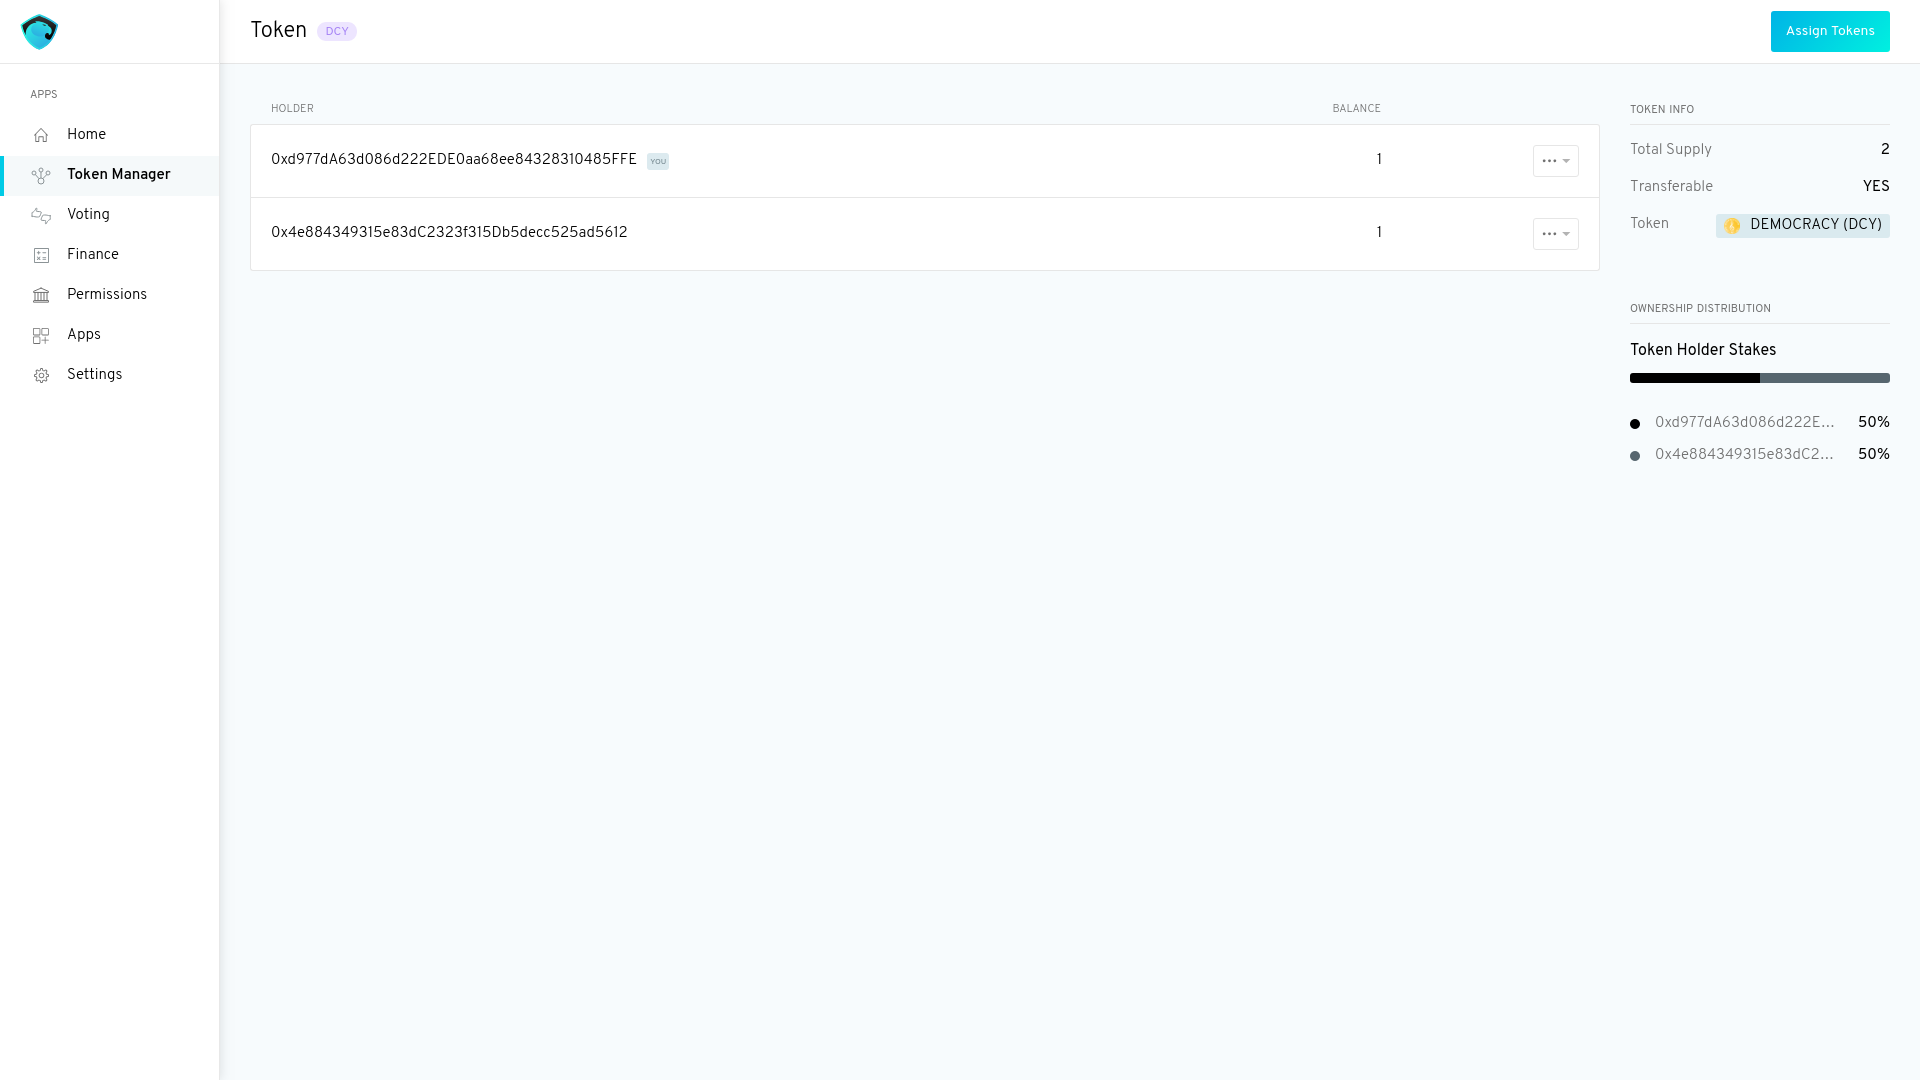 Token DCY
Assign Tokens
APPS
Home
Token Manager
Voting
Finance
Permissions
Apps
Settings
HOLDER BALANCE
0xd977dA63d086d222EDE0aa68ee84328310485FFE YOU 1
0x4e884349315e83dC2323f315Db5decc525ad5612 1
TOKEN INFO
Total Supply 2
Transferable YES
Token DEMOCRACY (DCY)
OWNERSHIP DISTRIBUTION
Token Holder Stakes
0xd977dA63d086d222E... 50%
0x4e884349315e83dC2... 50%